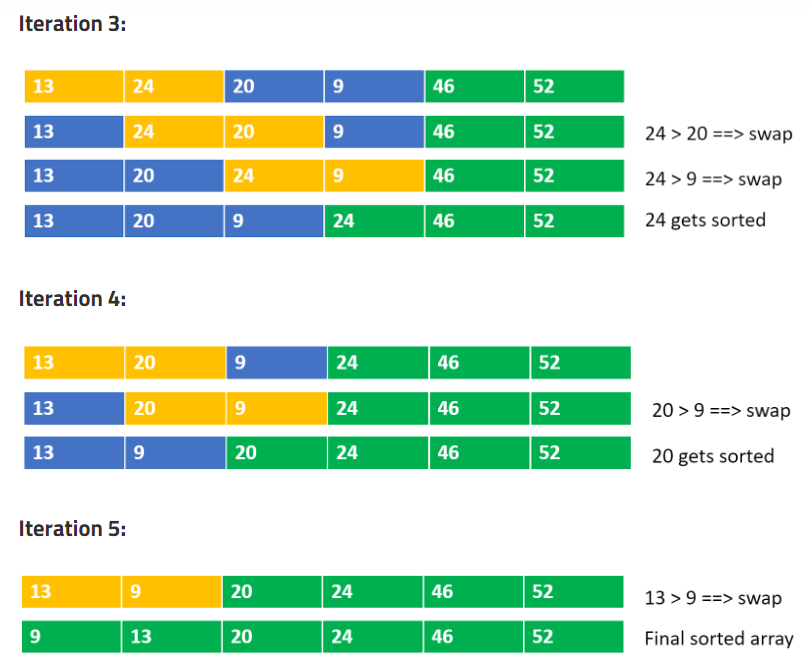 Iteration 3:
13 24 20 9 46 52
13 24 20 9 46 52 24 > 20 ==> swap
13 20 24 9 46 52 24 > 9 ==> swap
13 20 9 24 46 52 24 gets sorted
Iteration 4:
13 20 9 24 46 52
13 20 9 24 46 52 20 > 9 ==> swap
13 9 20 24 46 52 20 gets sorted
Iteration 5:
13 9 20 24 46 52 13 > 9 ==> swap
9 13 20 24 46 52 Final sorted array